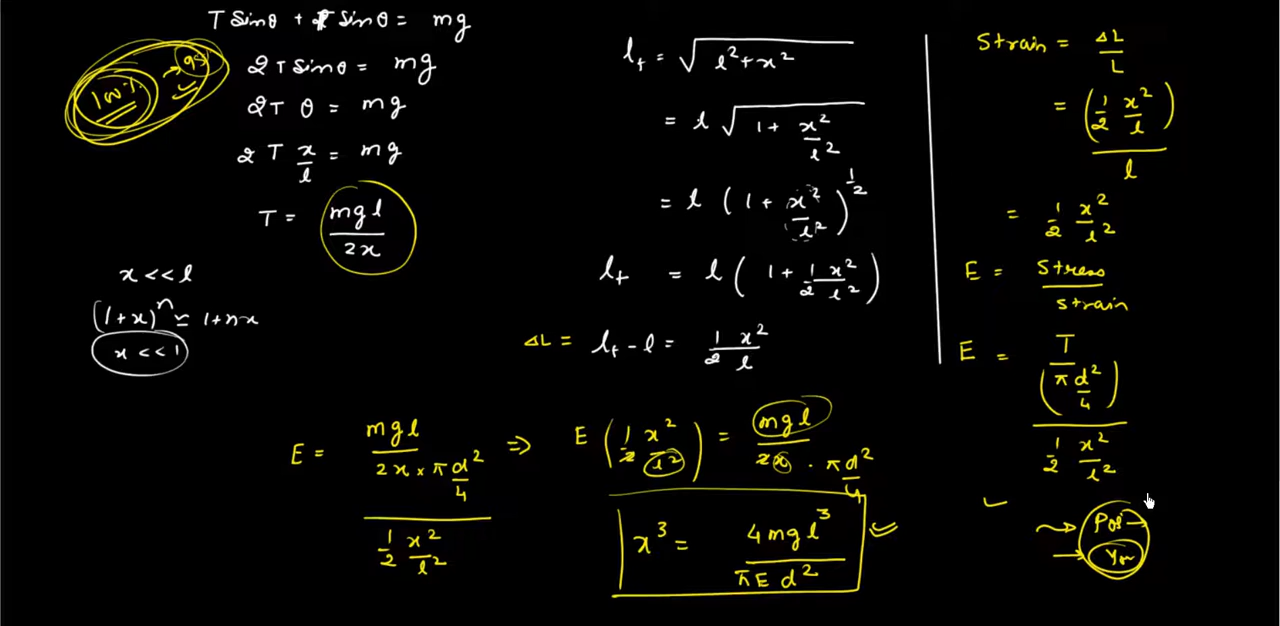 T sinθ + T sinθ = mg
2T sinθ = mg
2T θ = mg
2T x/l = mg
T = mgl/2x
100%
x << l
(1+x)^n ≃ 1+nx
x << 1
l_f = √(l²+x²)
= l √(1 + x²/l²)
= l (1 + x²/l²)^(1/2)
l_f = l (1 + 1/2 x²/l²)
ΔL = l_f - l = 1/2 x²/l
Strain = ΔL/L
= (1/2 x²/l)/l
= 1/2 x²/l²
E = Stress/Strain
E = (T/(πd²/4))/(1/2 x²/l²)
E = (mgl/(2x × πd²/4))/(1/2 x²/l²) ⇒ E (1/2 x²/l²) = mgl/2x · πd²/4
x³ = 4mgl³/πEd²